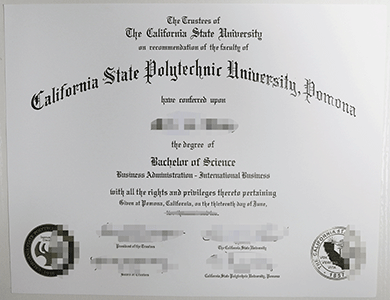 The Trustees of
The California State University
on recommendation of the faculty of
California State Polytechnic University, Pomona
have conferred upon
the degree of
Bachelor of Science
Business Administration - International Business
with all the rights and privileges thereto pertaining
Given at Pomona, California, on the thirteenth day of June,
President of the Trustees
The California State University
California State Polytechnic University, Pomona